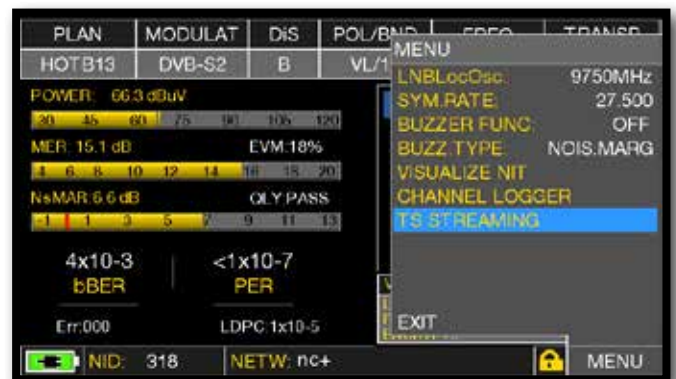 PLAN MODULAT DiS POL/BND FREQ TRANSP
HOTB13 DVB-S2 B VL/1
MENU
LNBLocOsc: 9750MHz
SYM.RATE: 27.500
BUZZER FUNC: OFF
BUZZ.TYPE: NOIS.MARG
VISUALIZE NIT
CHANNEL LOGGER
TS STREAMING
EXIT
POWER: 66.3 dBuV
30 45 60 75 90 105 120
MER: 15.1 dB EVM:18%
4 6 8 10 12 14 16 18 20
NsMAR:6.6 dB QLY:PASS
-1 1 3 5 7 9 11 13
4x10-3 <1x10-7
bBER PER
Err:000 LDPC 1x10-5
NID: 318 NETW: nc+ MENU